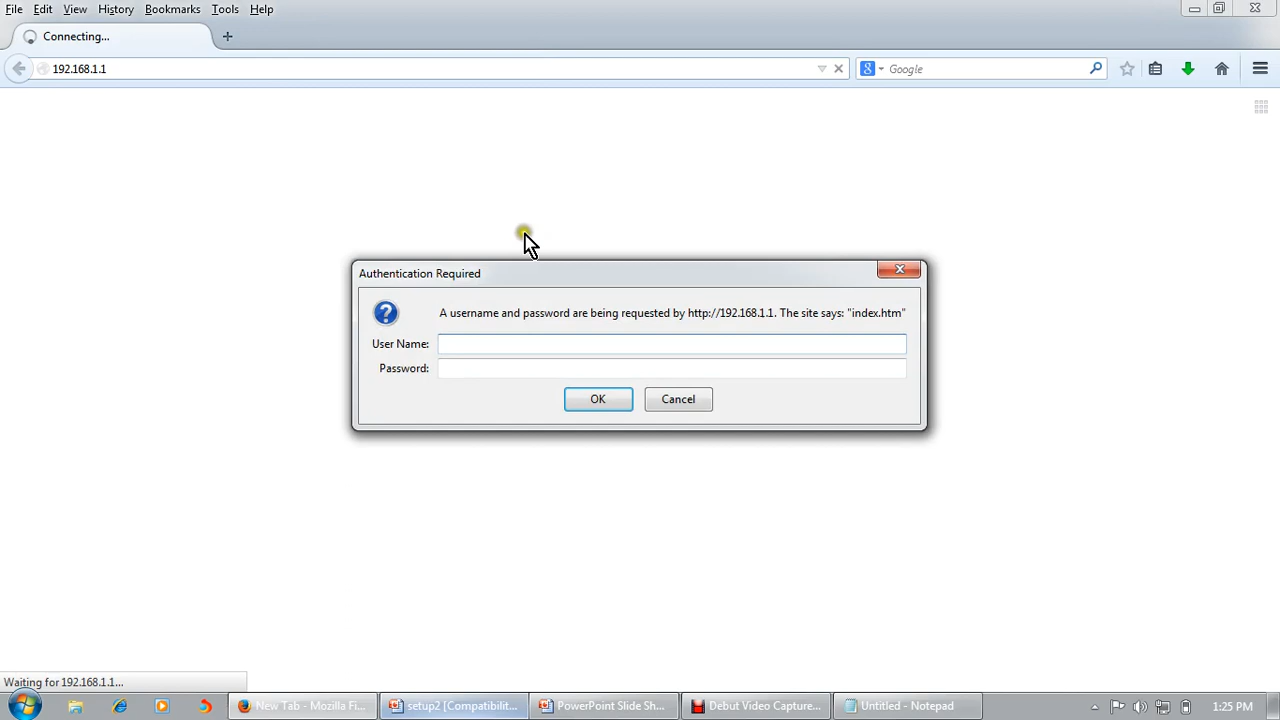 File Edit View History Bookmarks Tools Help
Connecting...
192.168.1.1
Google
Authentication Required
A username and password are being requested by http://192.168.1.1. The site says: "index.htm"
User Name:
Password:
OK Cancel
Waiting for 192.168.1.1...
New Tab - Mozilla Fi... setup2 [Compatibilit... PowerPoint Slide Sh... Debut Video Capture... Untitled - Notepad 1:25 PM